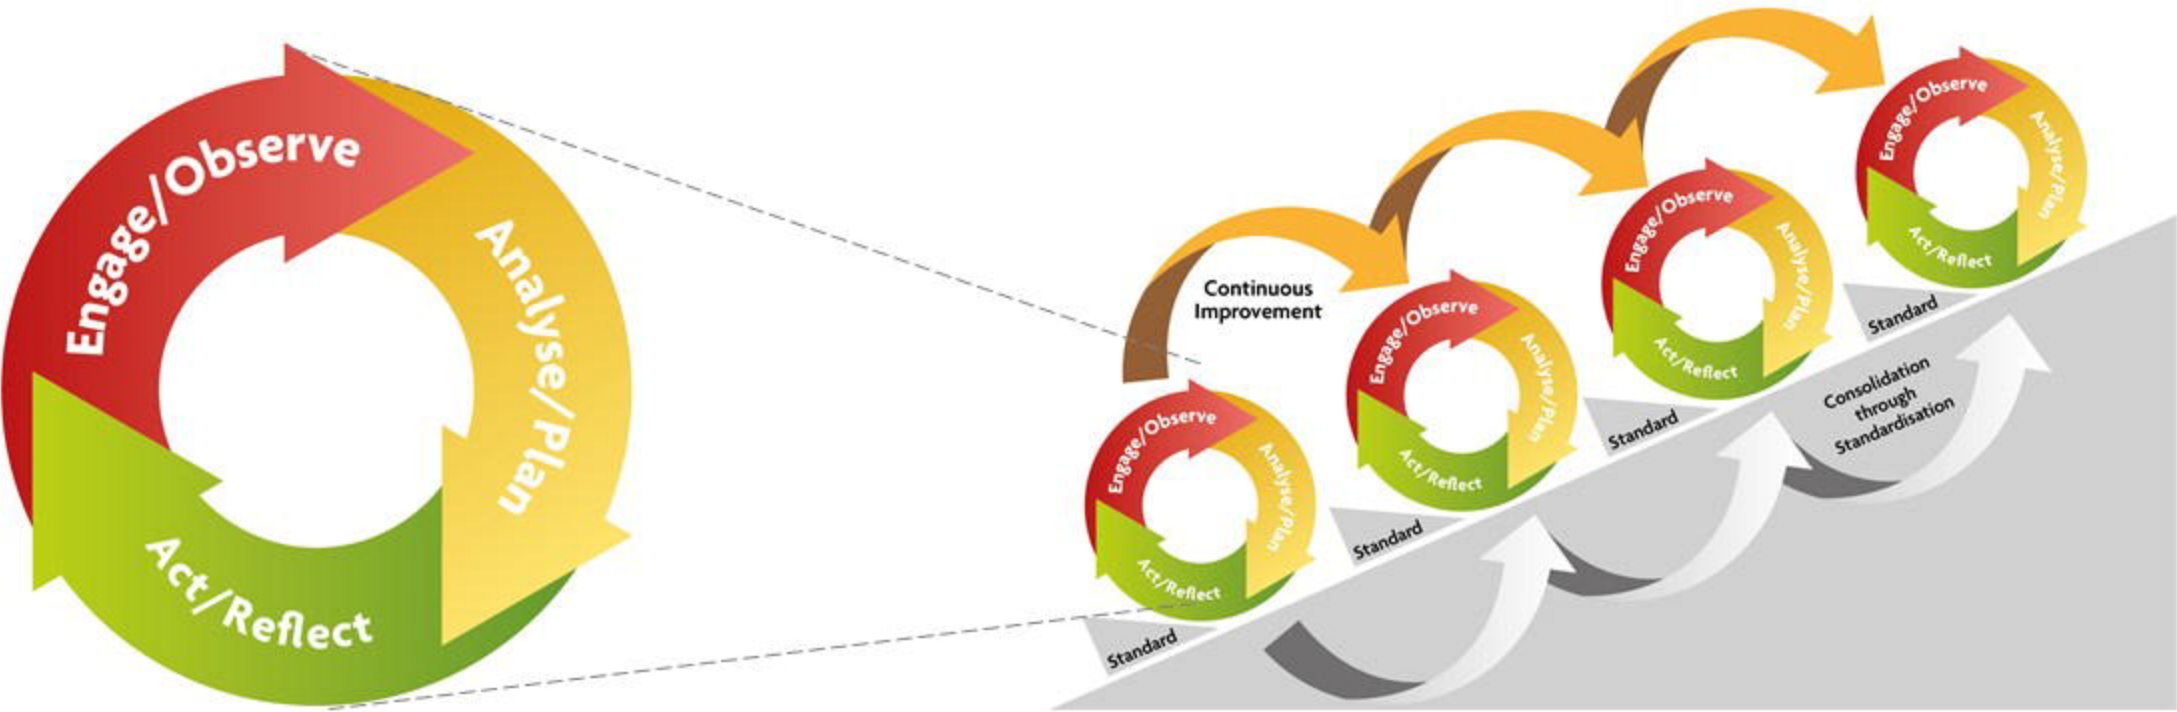 Engage/Observe
Analyse/Plan
Act/Reflect
Continuous
Improvement
Engage/Observe
Analyse/Plan
Act/Reflect
Standard
Engage/Observe
Analyse/Plan
Act/Reflect
Standard
Engage/Observe
Analyse/Plan
Act/Reflect
Standard
Engage/Observe
Analyse/Plan
Act/Reflect
Standard
Consolidation
through
Standardisation